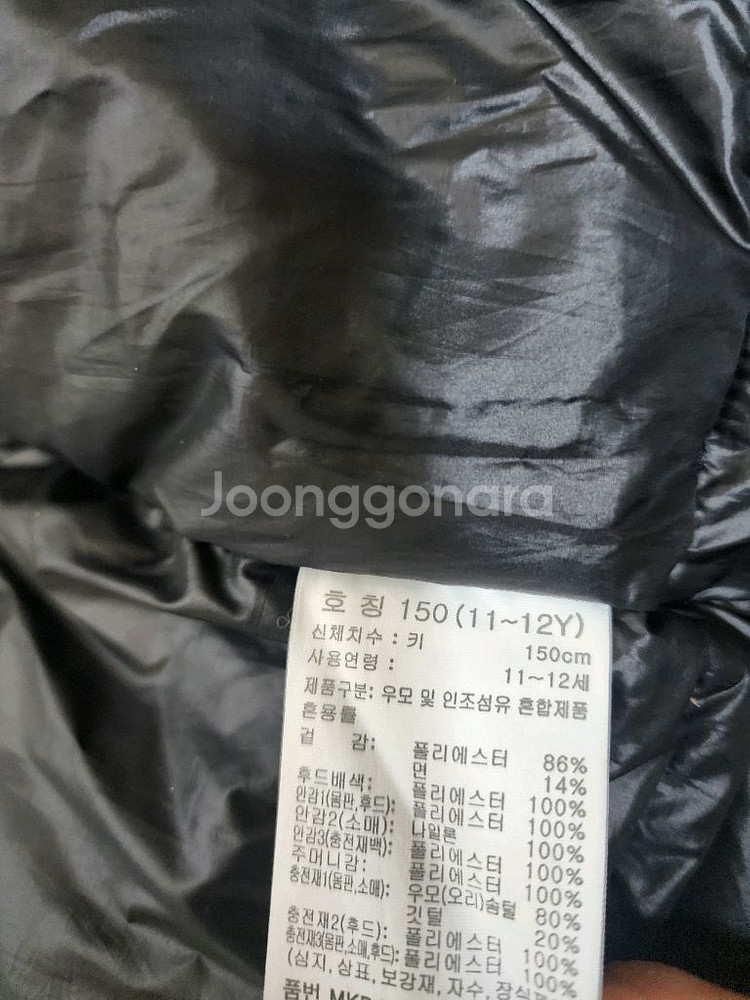 Joonggonara
호 칭 150 (11~12Y)
신체치수 : 키 150cm
사용연령 : 11~12세
제품구분: 우모 및 인조섬유 혼합제품
혼용률
겉 감: 폴리에스터 86%
면 14%
후드배색: 폴리에스터 100%
안감1(몸판,후드): 폴리에스터 100%
안감2(소매): 나일론 100%
안감3(충전재백): 폴리에스터 100%
주머니감: 폴리에스터 100%
충전재1(몸판,소매): 우모(오리)솜털 80%
깃털 20%
충전재2(후드): 폴리에스터 100%
충전재3(몸판,소매,후드): 폴리에스터 100%
(심지, 상표, 보강재, 자수, 장식
품번